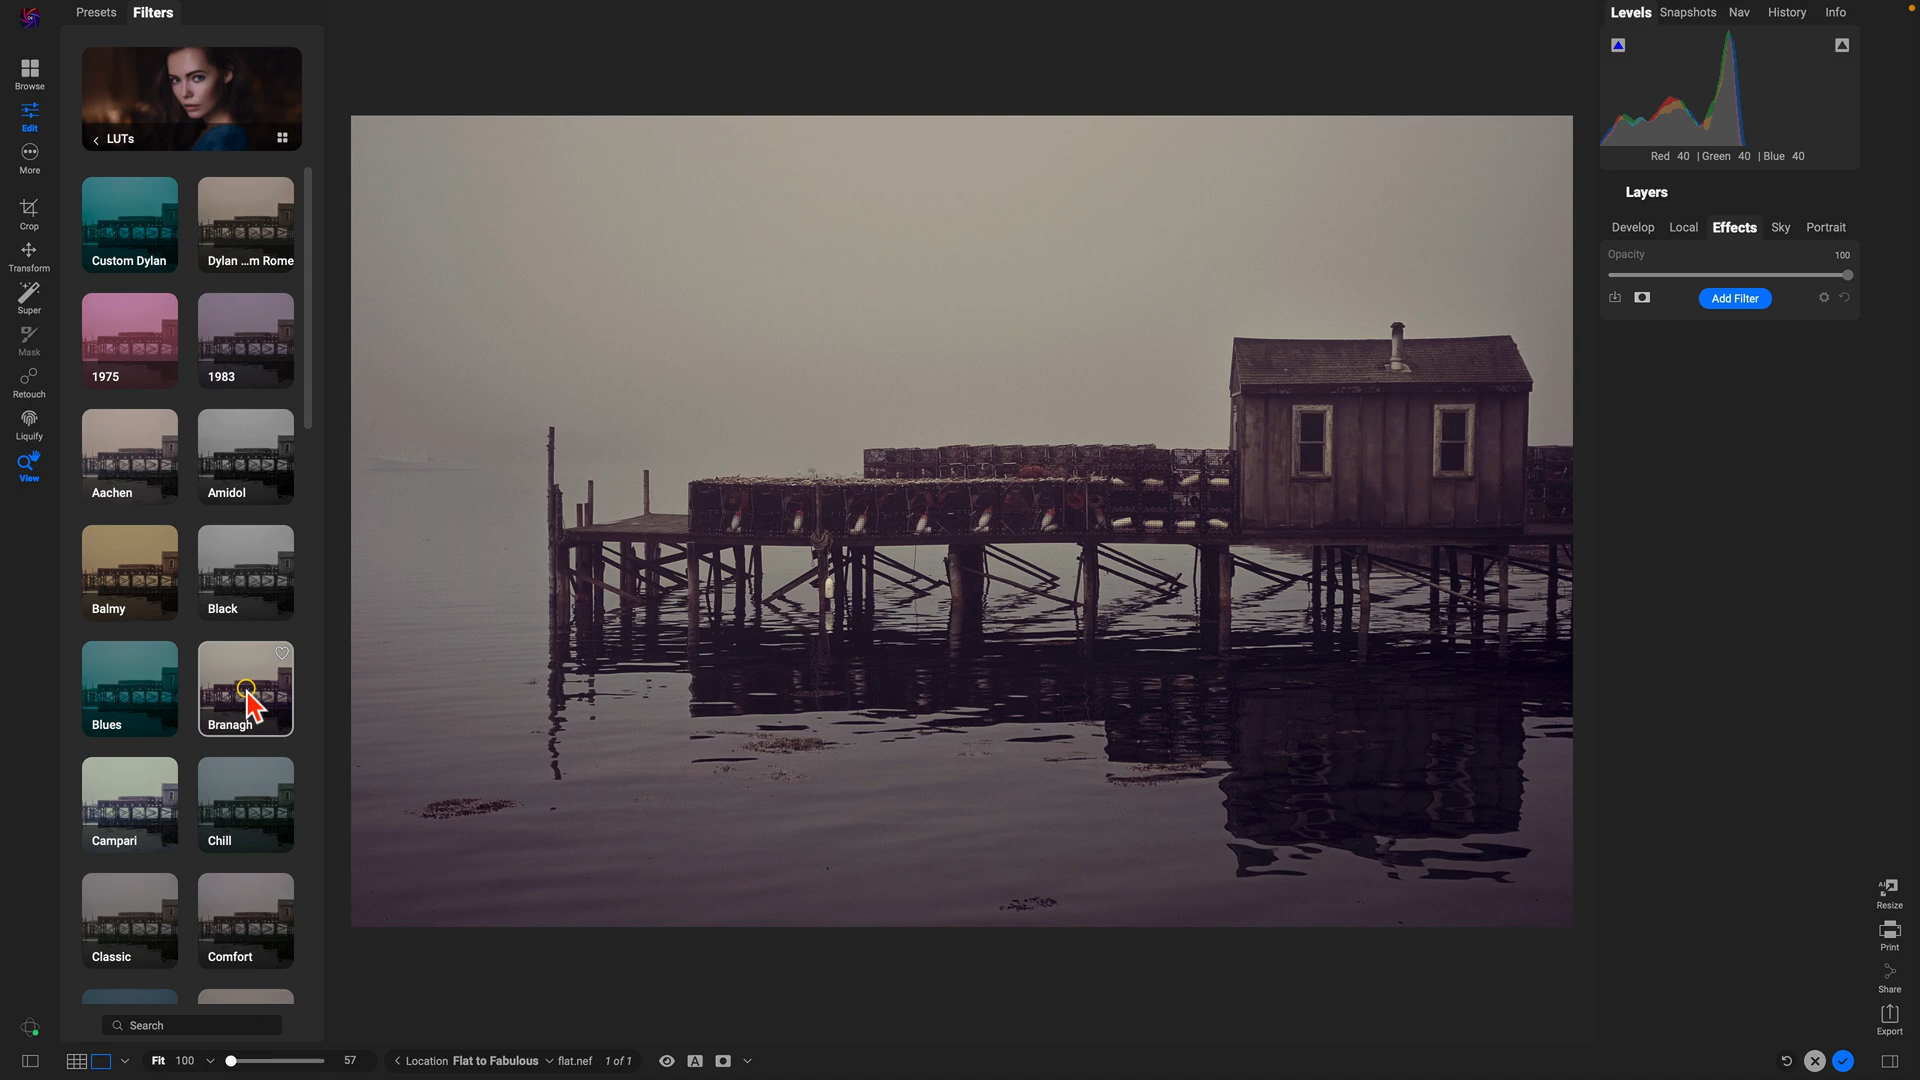 Presets Filters
Levels Snapshots Nav History Info
Browse
Edit
More
Crop
Transform
Super
Mask
Retouch
Liquify
View
LUTs
Custom Dylan
Dylan ...m Rome
1975
1983
Aachen
Amidol
Balmy
Black
Blues
Branagh
Campari
Chill
Classic
Comfort
Search
Red 40 | Green 40 | Blue 40
Layers
Develop Local Effects Sky Portrait
Opacity 100
Add Filter
AI
Resize
Print
Share
Export
Fit 100 57 Location Flat to Fabulous flat.nef 1 of 1
A